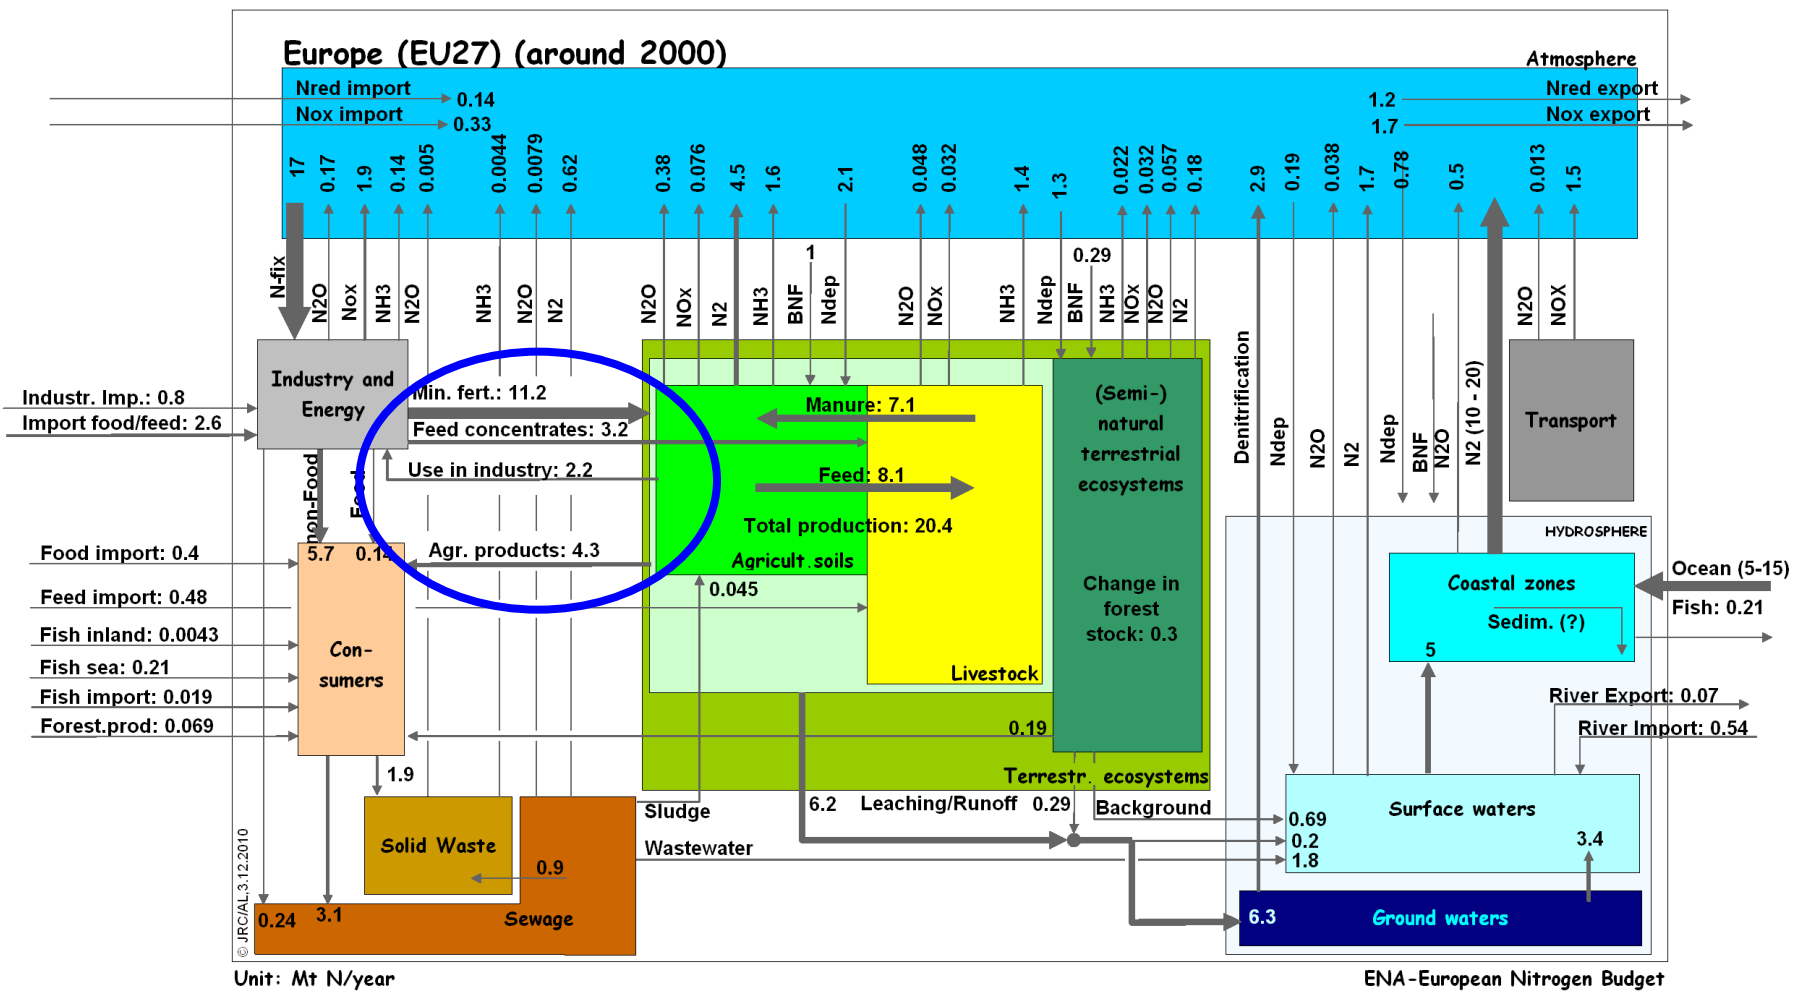 Europe (EU27) (around 2000)
Atmosphere
Nred import
0.14
Nox import
0.33
1.2
Nred export
1.7
Nox export
17
0.17
1.9
0.14
0.005
0.0044
0.0079
0.62
0.38
0.076
4.5
1.6
2.1
0.048
0.032
1.4
1.3
0.022
0.032
0.057
0.18
2.9
0.19
0.038
1.7
0.78
0.5
0.013
1.5
1
0.29
N-fix
N2O
Nox
NH3
N2O
NH3
N2O
N2
N2O
NOx
N2
NH3
BNF
Ndep
N2O
NOx
NH3
Ndep
BNF
NH3
NOx
N2O
N2
Denitrification
Ndep
N2O
N2
Ndep
BNF
N2O
N2 (10 - 20)
N2O
NOX
Industry and
Energy
Industr. Imp.: 0.8
Import food/feed: 2.6
Min. fert.: 11.2
Feed concentrates: 3.2
Use in industry: 2.2
Agr. products: 4.3
Manure: 7.1
Feed: 8.1
Total production: 20.4
Agricult.soils
Livestock
0.045
(Semi-)
natural
terrestrial
ecosystems
Change in
forest
stock: 0.3
0.19
Terrestr. ecosystems
Transport
HYDROSPHERE
Coastal zones
Sedim. (?)
5
Ocean (5-15)
Fish: 0.21
River Export: 0.07
River Import: 0.54
non-Food
5.7
0.14
Food import: 0.4
Feed import: 0.48
Fish inland: 0.0043
Fish sea: 0.21
Fish import: 0.019
Forest.prod: 0.069
Con-
sumers
1.9
Solid Waste
0.9
Sewage
0.24
3.1
Sludge
Wastewater
6.2
Leaching/Runoff
0.29
Background
0.69
0.2
1.8
Surface waters
3.4
6.3
Ground waters
© JRC/AL,3.12.2010
Unit: Mt N/year
ENA-European Nitrogen Budget